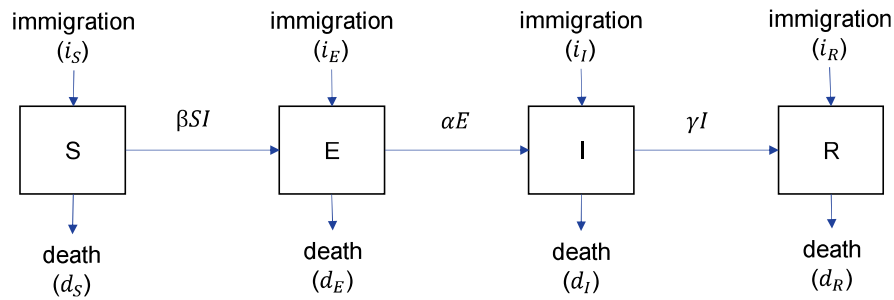 immigration immigration immigration immigration
(i_S) (i_E) (i_I) (i_R)
βSI αE γI
S E I R
death death death death
(d_S) (d_E) (d_I) (d_R)